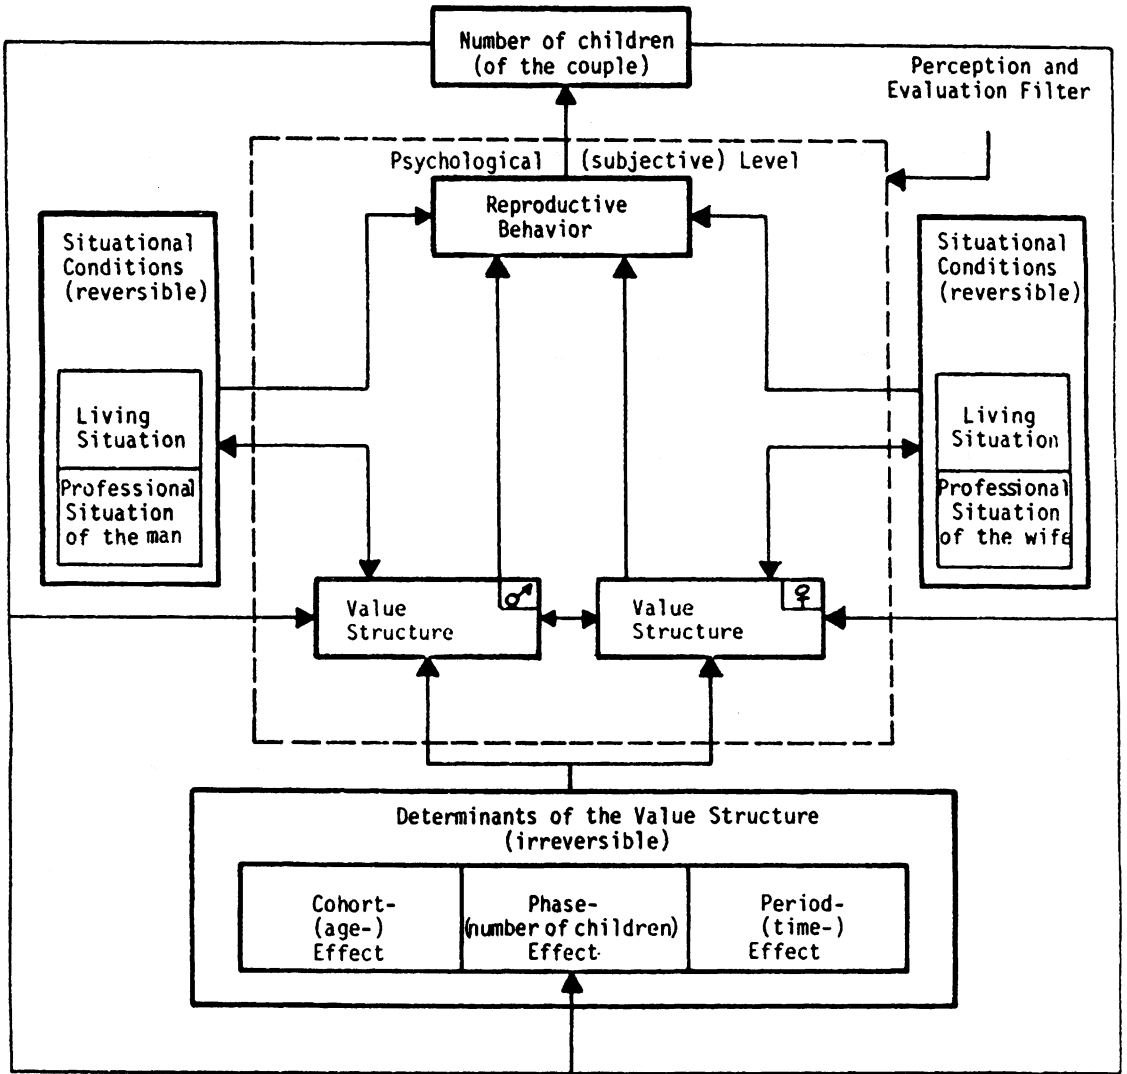 Number of children
(of the couple)
Perception and
Evaluation Filter
Psychological (subjective) Level
Reproductive
Behavior
Situational
Conditions
(reversible)
Living
Situation
Professional
Situation
of the man
Situational
Conditions
(reversible)
Living
Situation
Professional
Situation
of the wife
Value
Structure
♂
Value
Structure
♀
Determinants of the Value Structure
(irreversible)
Cohort-
(age-)
Effect
Phase-
(number of children)
Effect
Period-
(time-)
Effect